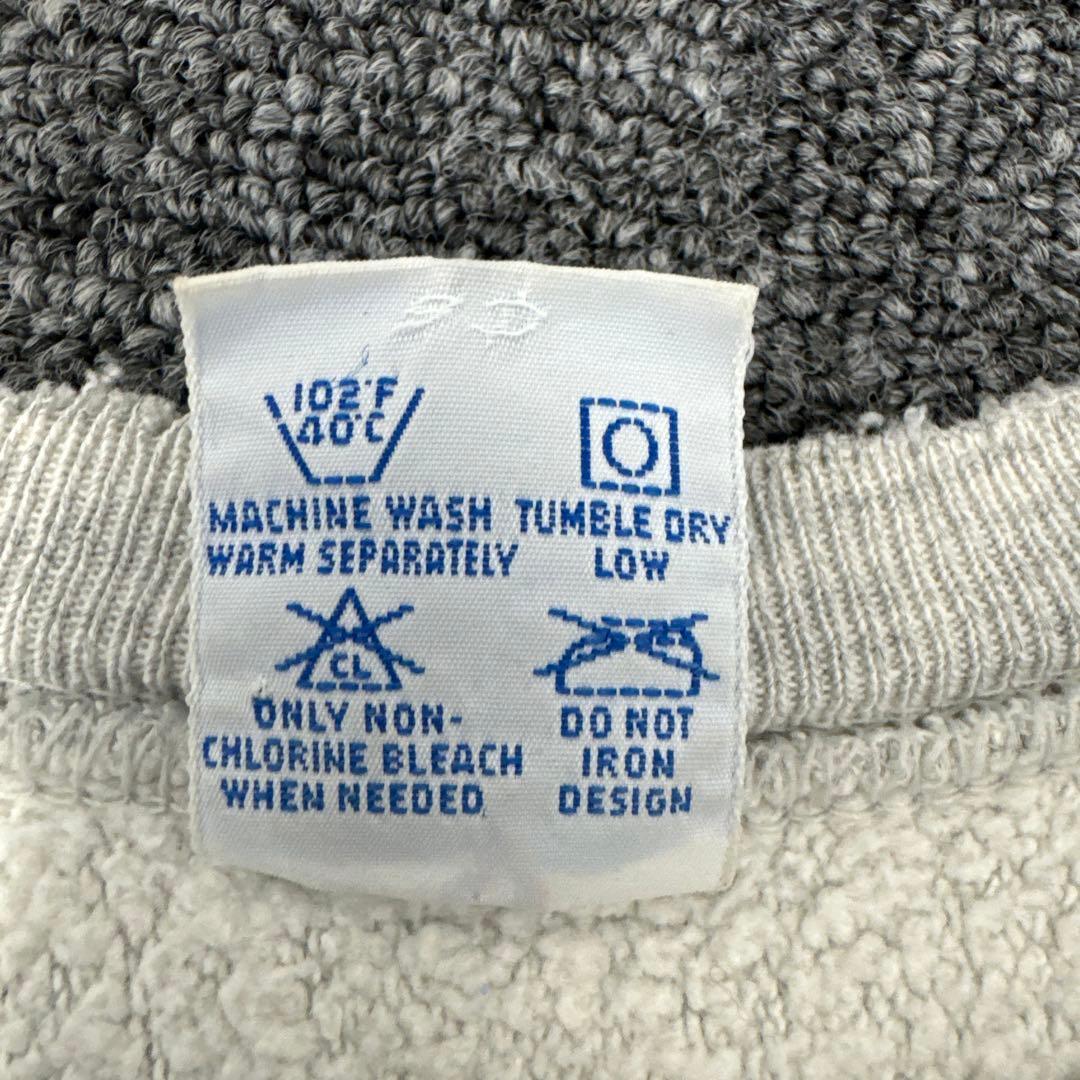 102°F
40°C
MACHINE WASH
WARM SEPARATELY
TUMBLE DRY
LOW
CL
ONLY NON-
CHLORINE BLEACH
WHEN NEEDED
DO NOT
IRON
DESIGN